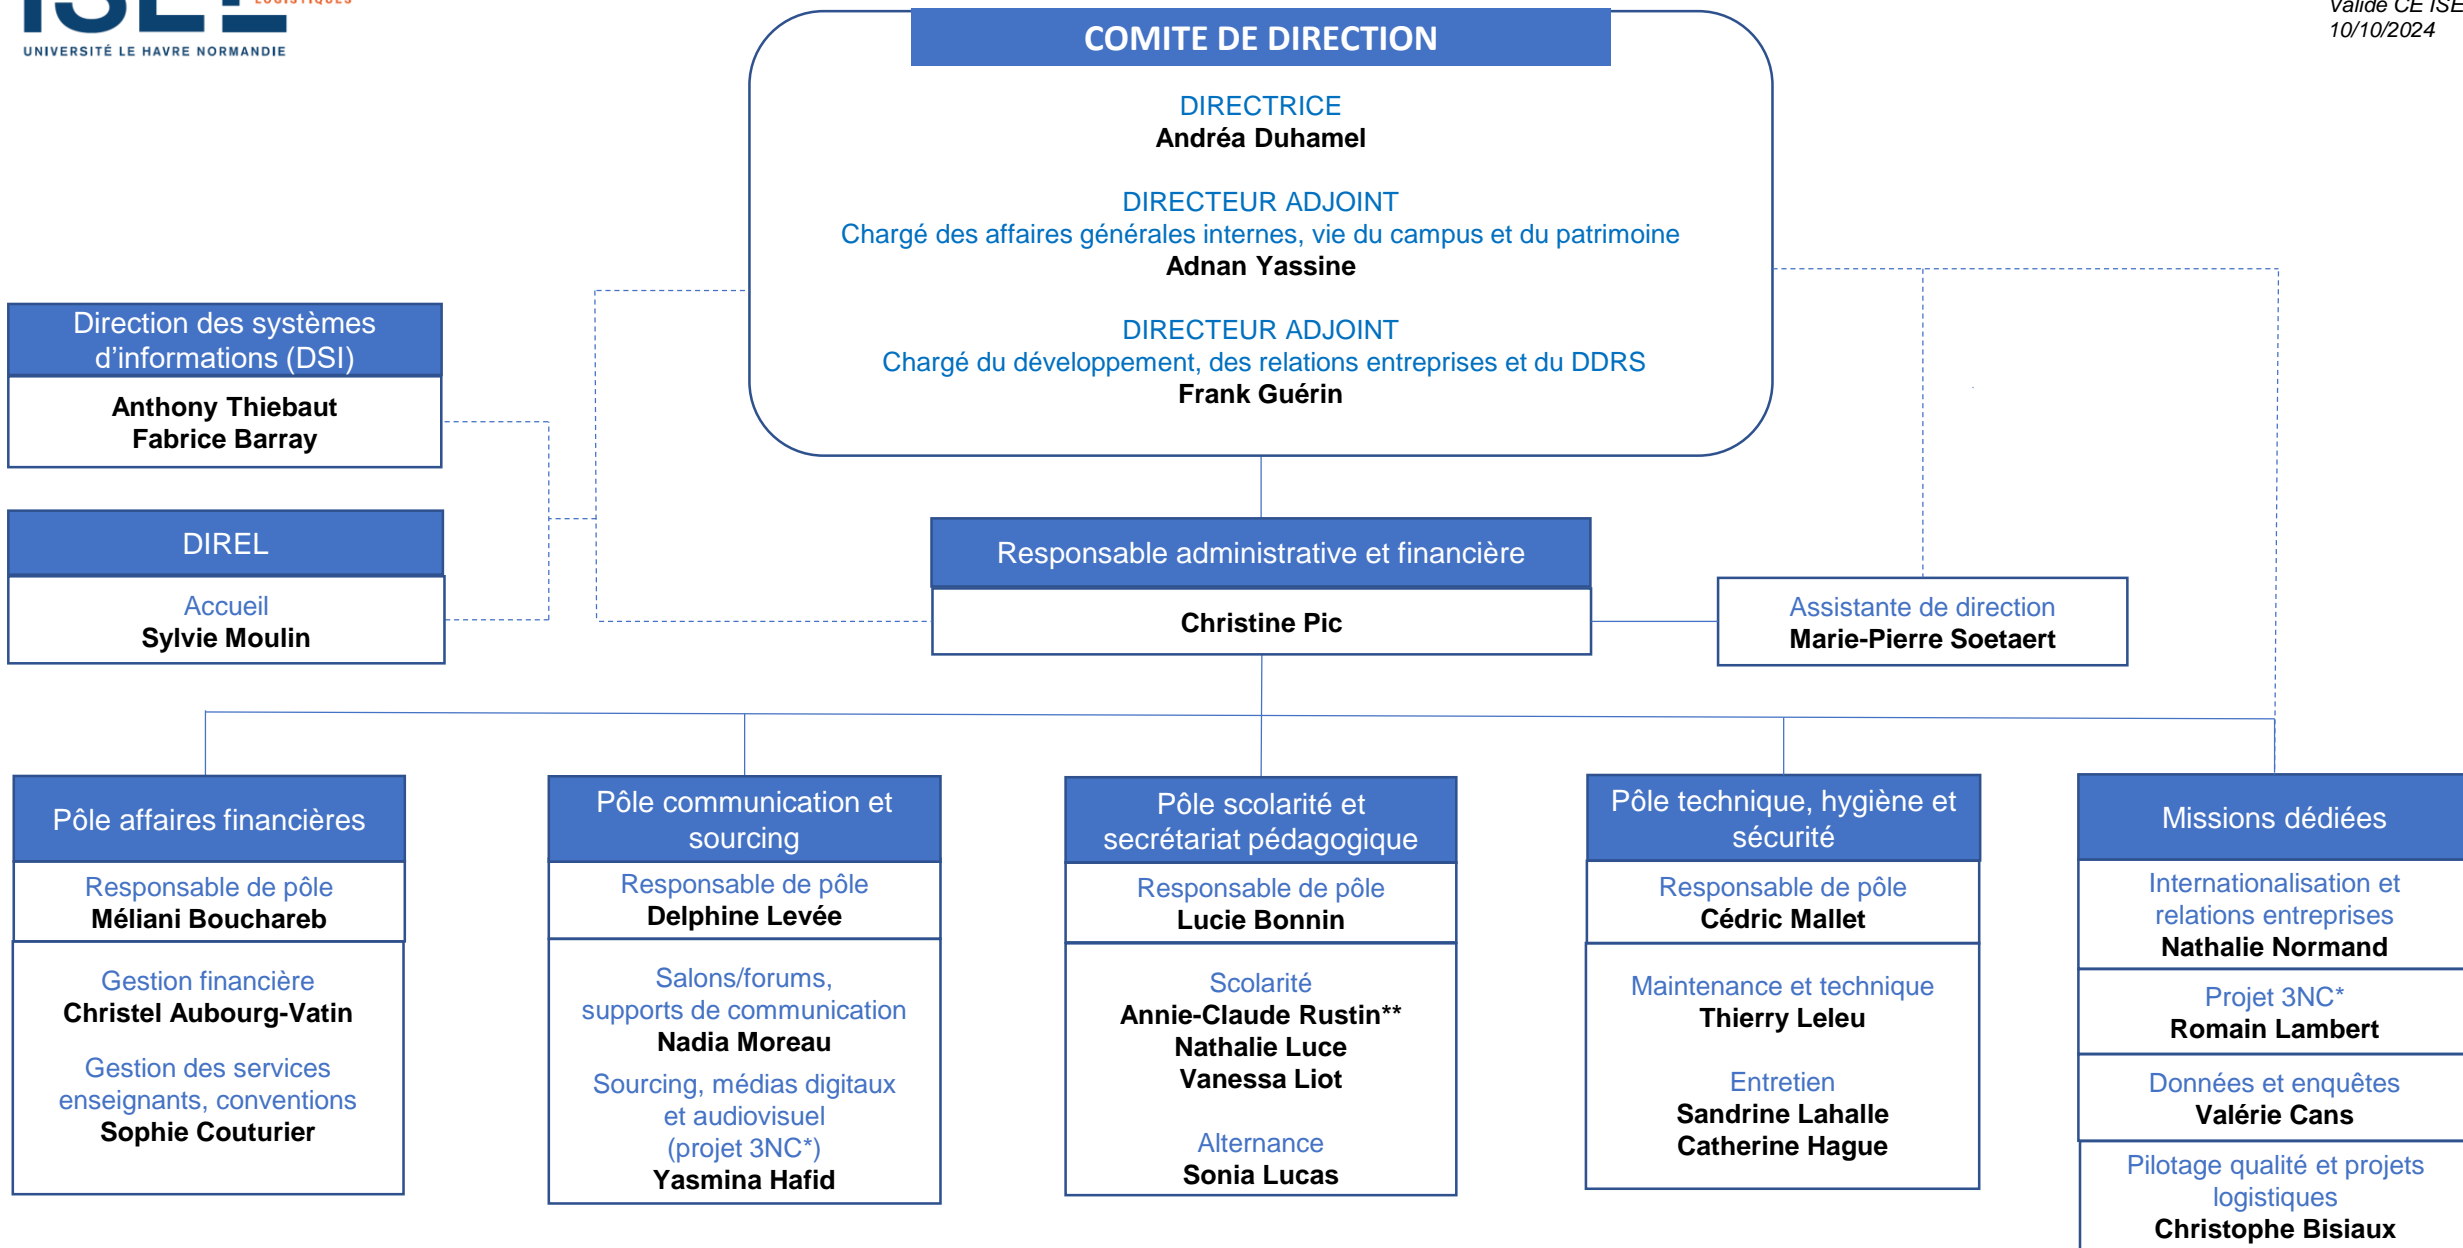 LOGISTIQUES
UNIVERSITÉ LE HAVRE NORMANDIE
Validé CE ISE
10/10/2024
COMITE DE DIRECTION
DIRECTRICE
Andréa Duhamel
DIRECTEUR ADJOINT
Chargé des affaires générales internes, vie du campus et du patrimoine
Adnan Yassine
DIRECTEUR ADJOINT
Chargé du développement, des relations entreprises et du DDRS
Frank Guérin
Direction des systèmes
d’informations (DSI)
Anthony Thiebaut
Fabrice Barray
DIREL
Accueil
Sylvie Moulin
Responsable administrative et financière
Christine Pic
Assistante de direction
Marie-Pierre Soetaert
Pôle affaires financières
Responsable de pôle
Méliani Bouchareb
Gestion financière
Christel Aubourg-Vatin
Gestion des services
enseignants, conventions
Sophie Couturier
Pôle communication et
sourcing
Responsable de pôle
Delphine Levée
Salons/forums,
supports de communication
Nadia Moreau
Sourcing, médias digitaux
et audiovisuel
(projet 3NC*)
Yasmina Hafid
Pôle scolarité et
secrétariat pédagogique
Responsable de pôle
Lucie Bonnin
Scolarité
Annie-Claude Rustin**
Nathalie Luce
Vanessa Liot
Alternance
Sonia Lucas
Pôle technique, hygiène et
sécurité
Responsable de pôle
Cédric Mallet
Maintenance et technique
Thierry Leleu
Entretien
Sandrine Lahalle
Catherine Hague
Missions dédiées
Internationalisation et
relations entreprises
Nathalie Normand
Projet 3NC*
Romain Lambert
Données et enquêtes
Valérie Cans
Pilotage qualité et projets
logistiques
Christophe Bisiaux